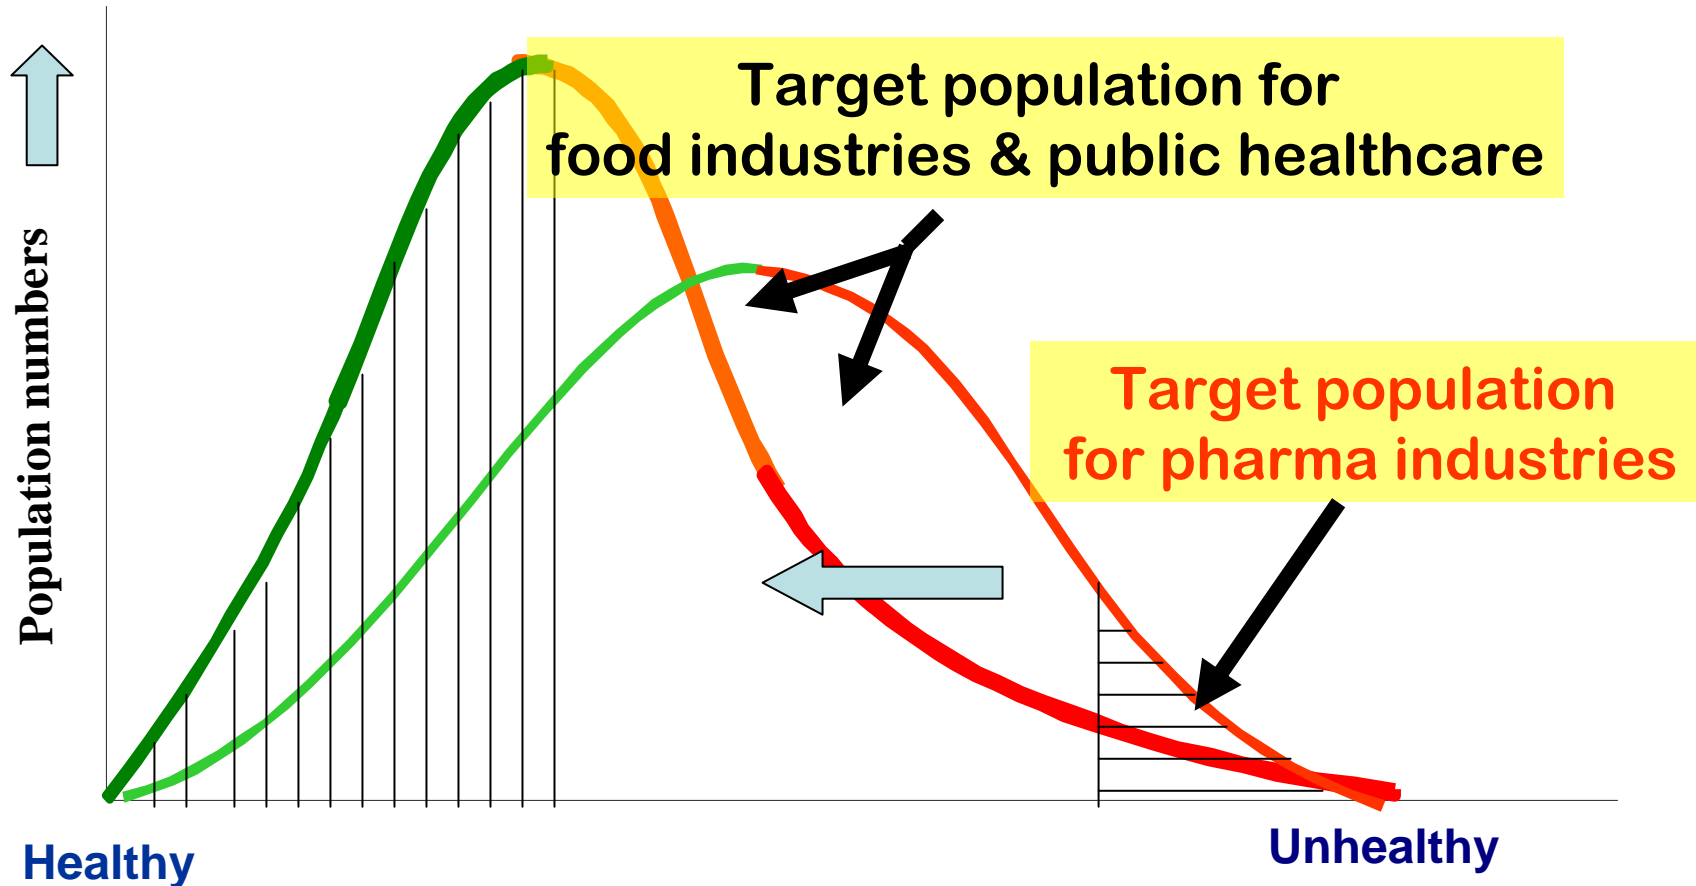 Target population for
food industries & public healthcare
Population numbers
Target population
for pharma industries
Healthy
Unhealthy